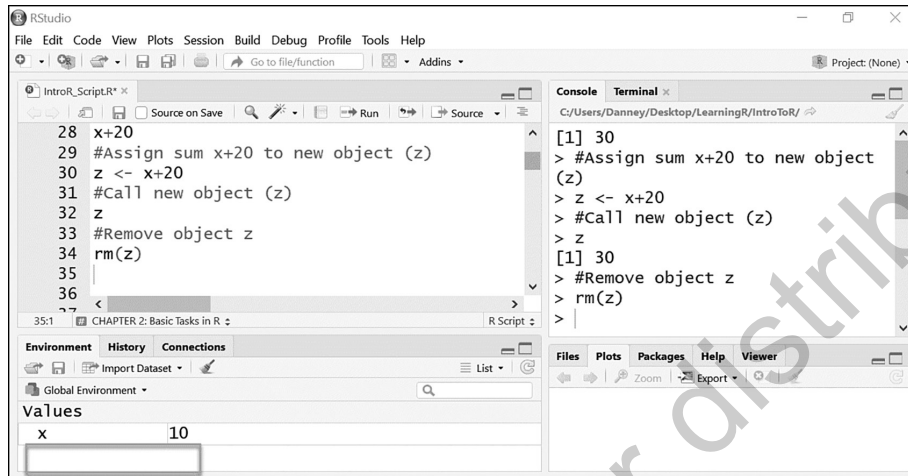 RStudio
File Edit Code View Plots Session Build Debug Profile Tools Help
Go to file/function Addins Project: (None)
IntroR_Script.R*
Source on Save Run Source
28 x+20
29 #Assign sum x+20 to new object (z)
30 z <- x+20
31 #Call new object (z)
32 z
33 #Remove object z
34 rm(z)
35
36
37
35:1 CHAPTER 2: Basic Tasks in R R Script
Environment History Connections
Import Dataset List
Global Environment
Values
x 10
Console Terminal
C:/Users/Danney/Desktop/LearningR/IntroToR/
[1] 30
> #Assign sum x+20 to new object
(z)
> z <- x+20
> #Call new object (z)
> z
[1] 30
> #Remove object z
> rm(z)
>
Files Plots Packages Help Viewer
Zoom Export